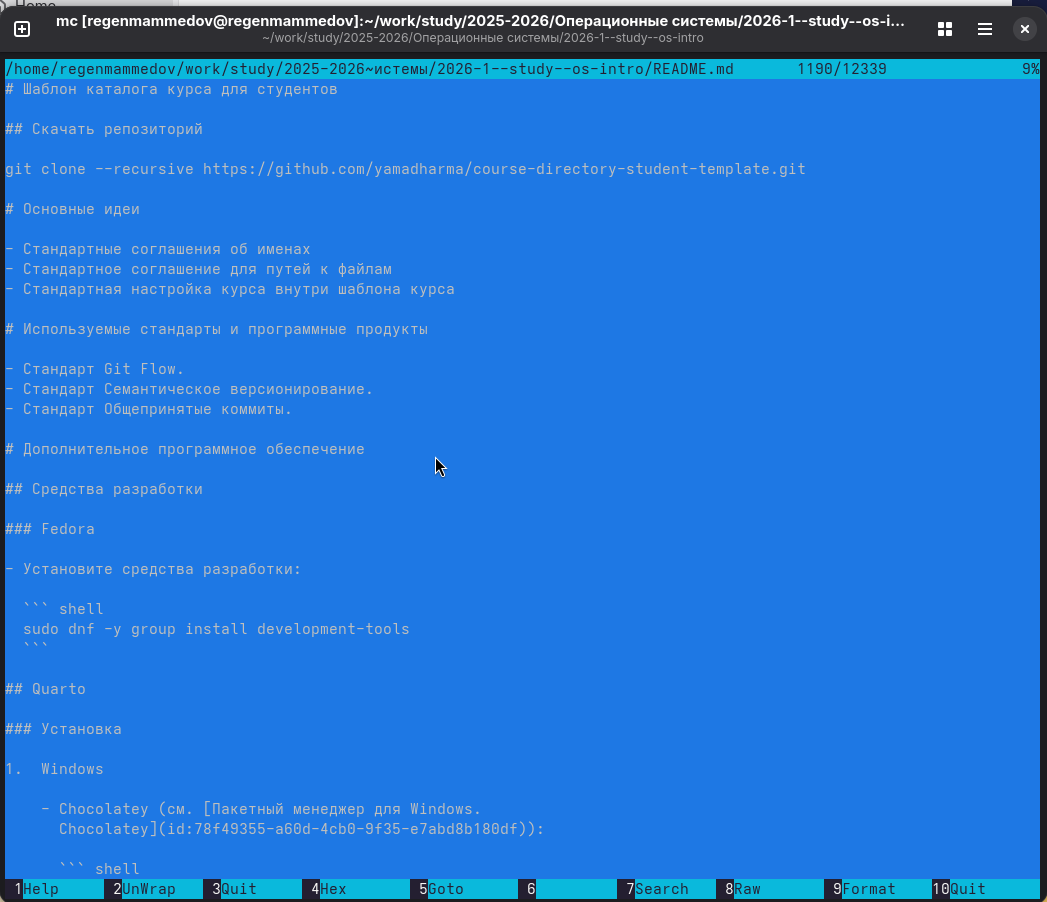 Home
mc [regenmammedov@regenmammedov]:~/work/study/2025-2026/Операционные системы/2026-1--study--os-i…
~/work/study/2025-2026/Операционные системы/2026-1--study--os-intro
/home/regenmammedov/work/study/2025-2026~истемы/2026-1--study--os-intro/README.md 1190/12339 9%
# Шаблон каталога курса для студентов
## Скачать репозиторий
git clone --recursive https://github.com/yamadharma/course-directory-student-template.git
# Основные идеи
- Стандартные соглашения об именах
- Стандартное соглашение для путей к файлам
- Стандартная настройка курса внутри шаблона курса
# Используемые стандарты и программные продукты
- Стандарт Git Flow.
- Стандарт Семантическое версионирование.
- Стандарт Общепринятые коммиты.
# Дополнительное программное обеспечение
## Средства разработки
### Fedora
- Установите средства разработки:
``` shell
sudo dnf -y group install development-tools
```
## Quarto
### Установка
1. Windows
- Chocolatey (см. [Пакетный менеджер для Windows.
Chocolatey](id:78f49355-a60d-4cb0-9f35-e7abd8b180df)):
``` shell
1Help 2UnWrap 3Quit 4Hex 5Goto 6 7Search 8Raw 9Format 10Quit